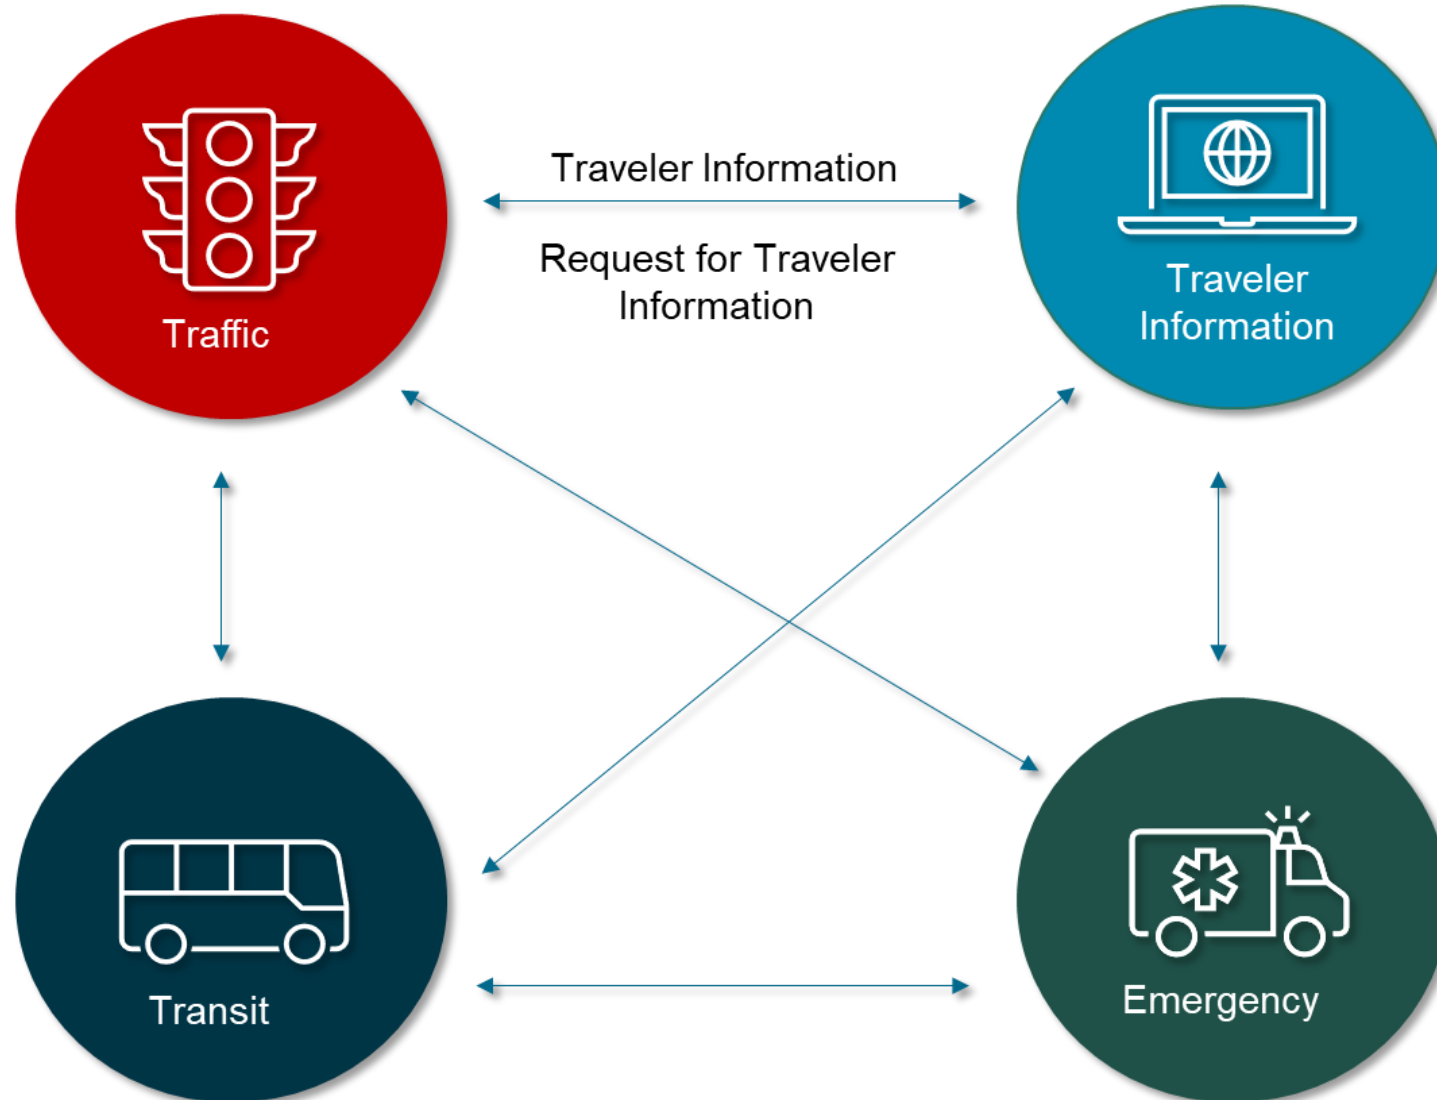 Traffic
Traveler Information
Request for Traveler
Information
Traveler
Information
Transit
Emergency